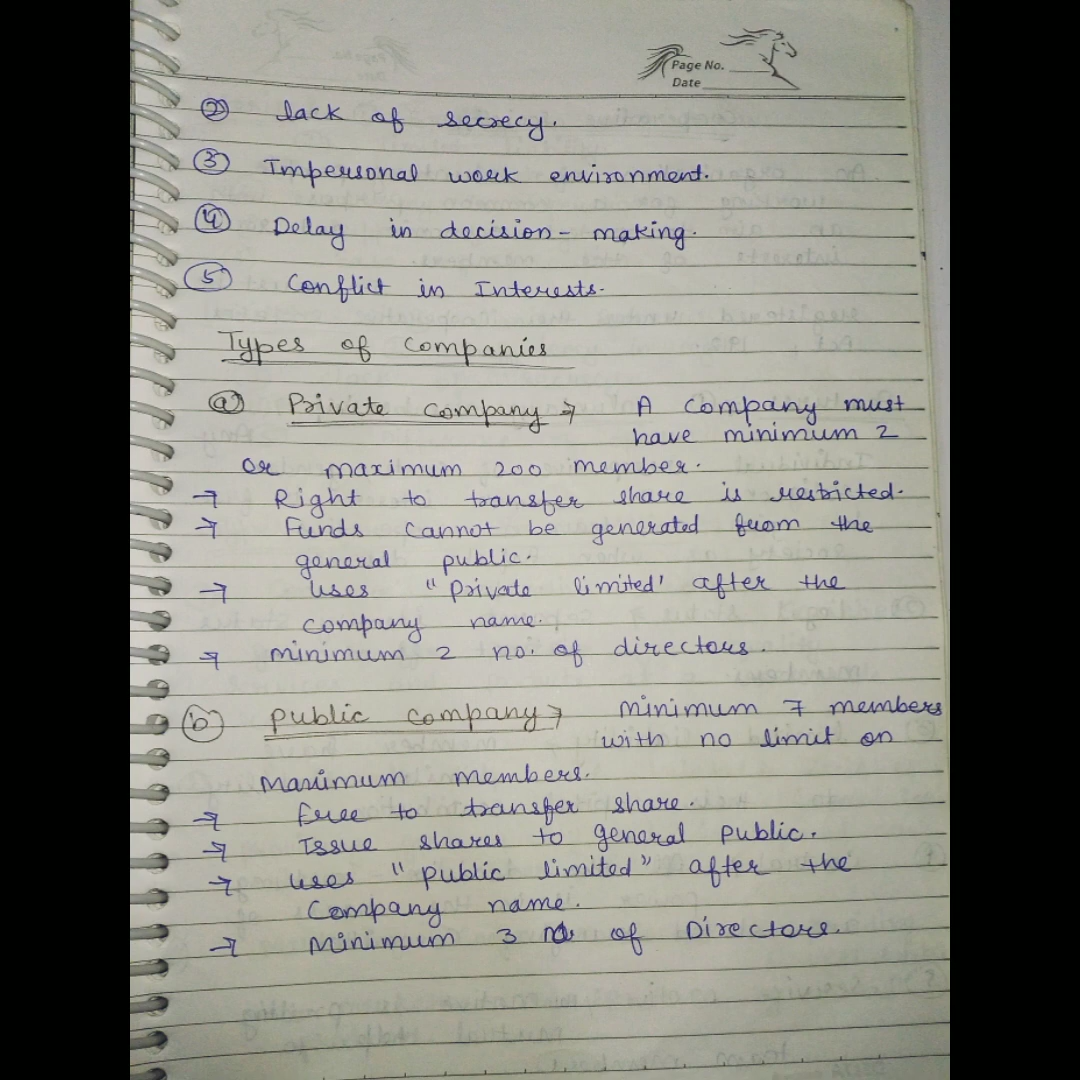 Page No.
Date
② lack of secrecy.
③ Impersonal work environment.
④ Delay in decision - making.
⑤ Conflict in Interests.
Types of Companies
ⓐ Private Company → A Company must
have minimum 2
or maximum 200 member.
→ Right to transfer share is restricted.
→ Funds cannot be generated from the
general public.
→ Uses "Private limited' after the
company name.
→ minimum 2 no. of directors.
ⓑ Public Company → minimum 7 members
with no limit on
maximum members.
→ Free to transfer share.
→ Issue shares to general public.
→ Uses "public limited" after the
Company name.
→ Minimum 3 no of Directors.